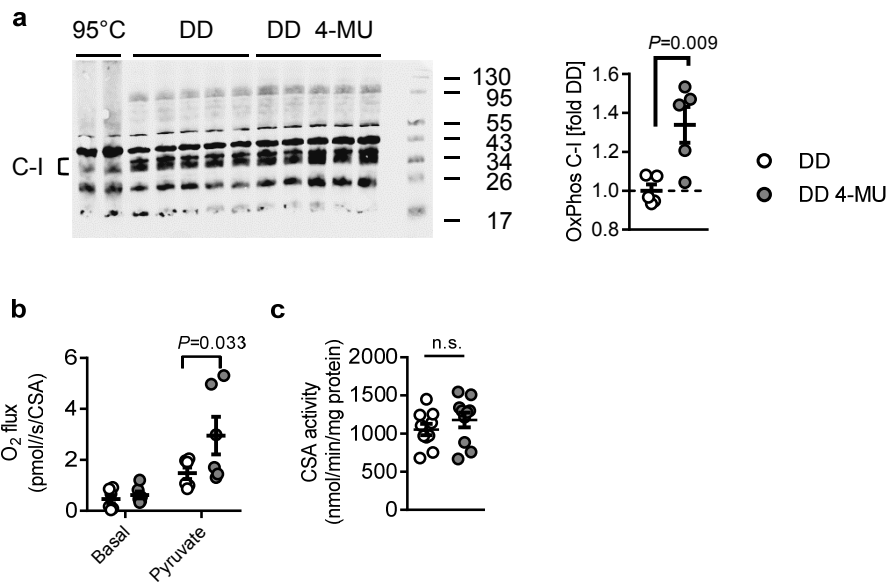 a
95°C DD DD 4-MU
130
95
55
43
34
26
17
C-I
P=0.009
OxPhos C-I [fold DD]
1.6
1.4
1.2
1.0
0.8
DD
DD 4-MU
b
P=0.033
O2 flux
(pmol//s/CSA)
6
4
2
0
Basal
Pyruvate
c
n.s.
CSA activity
(nmol/min/mg protein)
2000
1500
1000
500
0